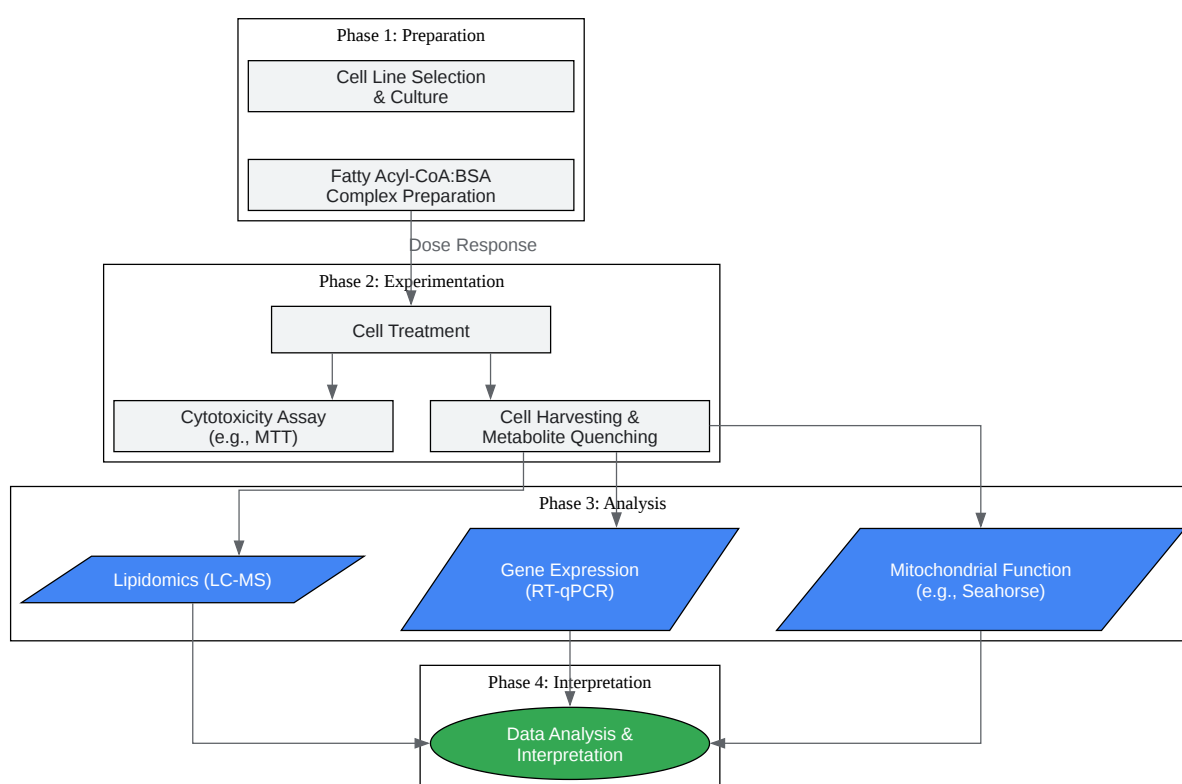 Phase 1: Preparation
Cell Line Selection
& Culture
Fatty Acyl-CoA:BSA
Complex Preparation
Dose Response
Phase 2: Experimentation
Cell Treatment
Cytotoxicity Assay
(e.g., MTT)
Cell Harvesting &
Metabolite Quenching
Phase 3: Analysis
Lipidomics (LC-MS)
Gene Expression
(RT-qPCR)
Mitochondrial Function
(e.g., Seahorse)
Phase 4: Interpretation
Data Analysis &
Interpretation